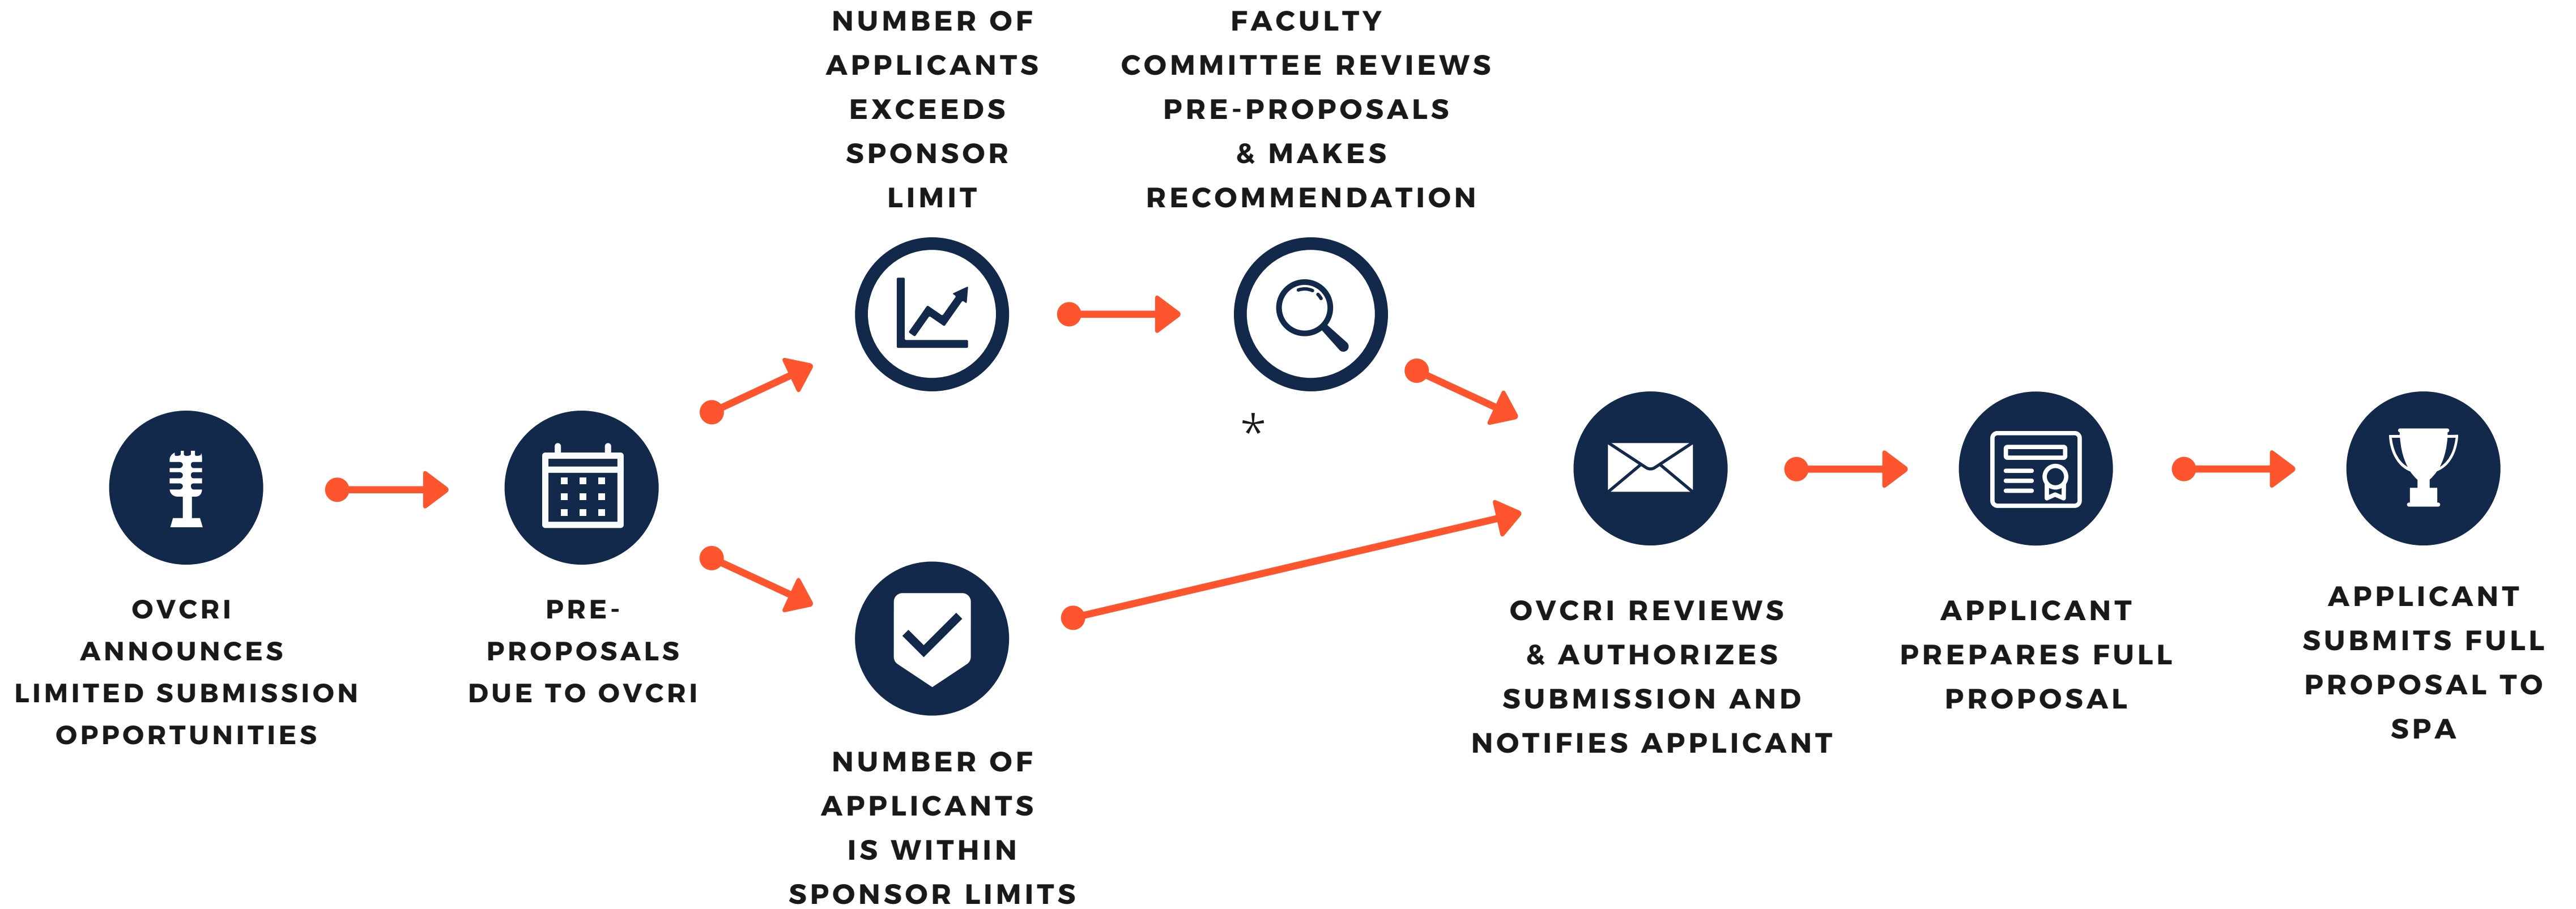 NUMBER OF
APPLICANTS
EXCEEDS
SPONSOR
LIMIT
FACULTY
COMMITTEE REVIEWS
PRE-PROPOSALS
& MAKES
RECOMMENDATION
*
OVCRI
ANNOUNCES
LIMITED SUBMISSION
OPPORTUNITIES
PRE-
PROPOSALS
DUE TO OVCRI
NUMBER OF
APPLICANTS
IS WITHIN
SPONSOR LIMITS
OVCRI REVIEWS
& AUTHORIZES
SUBMISSION AND
NOTIFIES APPLICANT
APPLICANT
PREPARES FULL
PROPOSAL
APPLICANT
SUBMITS FULL
PROPOSAL TO
SPA